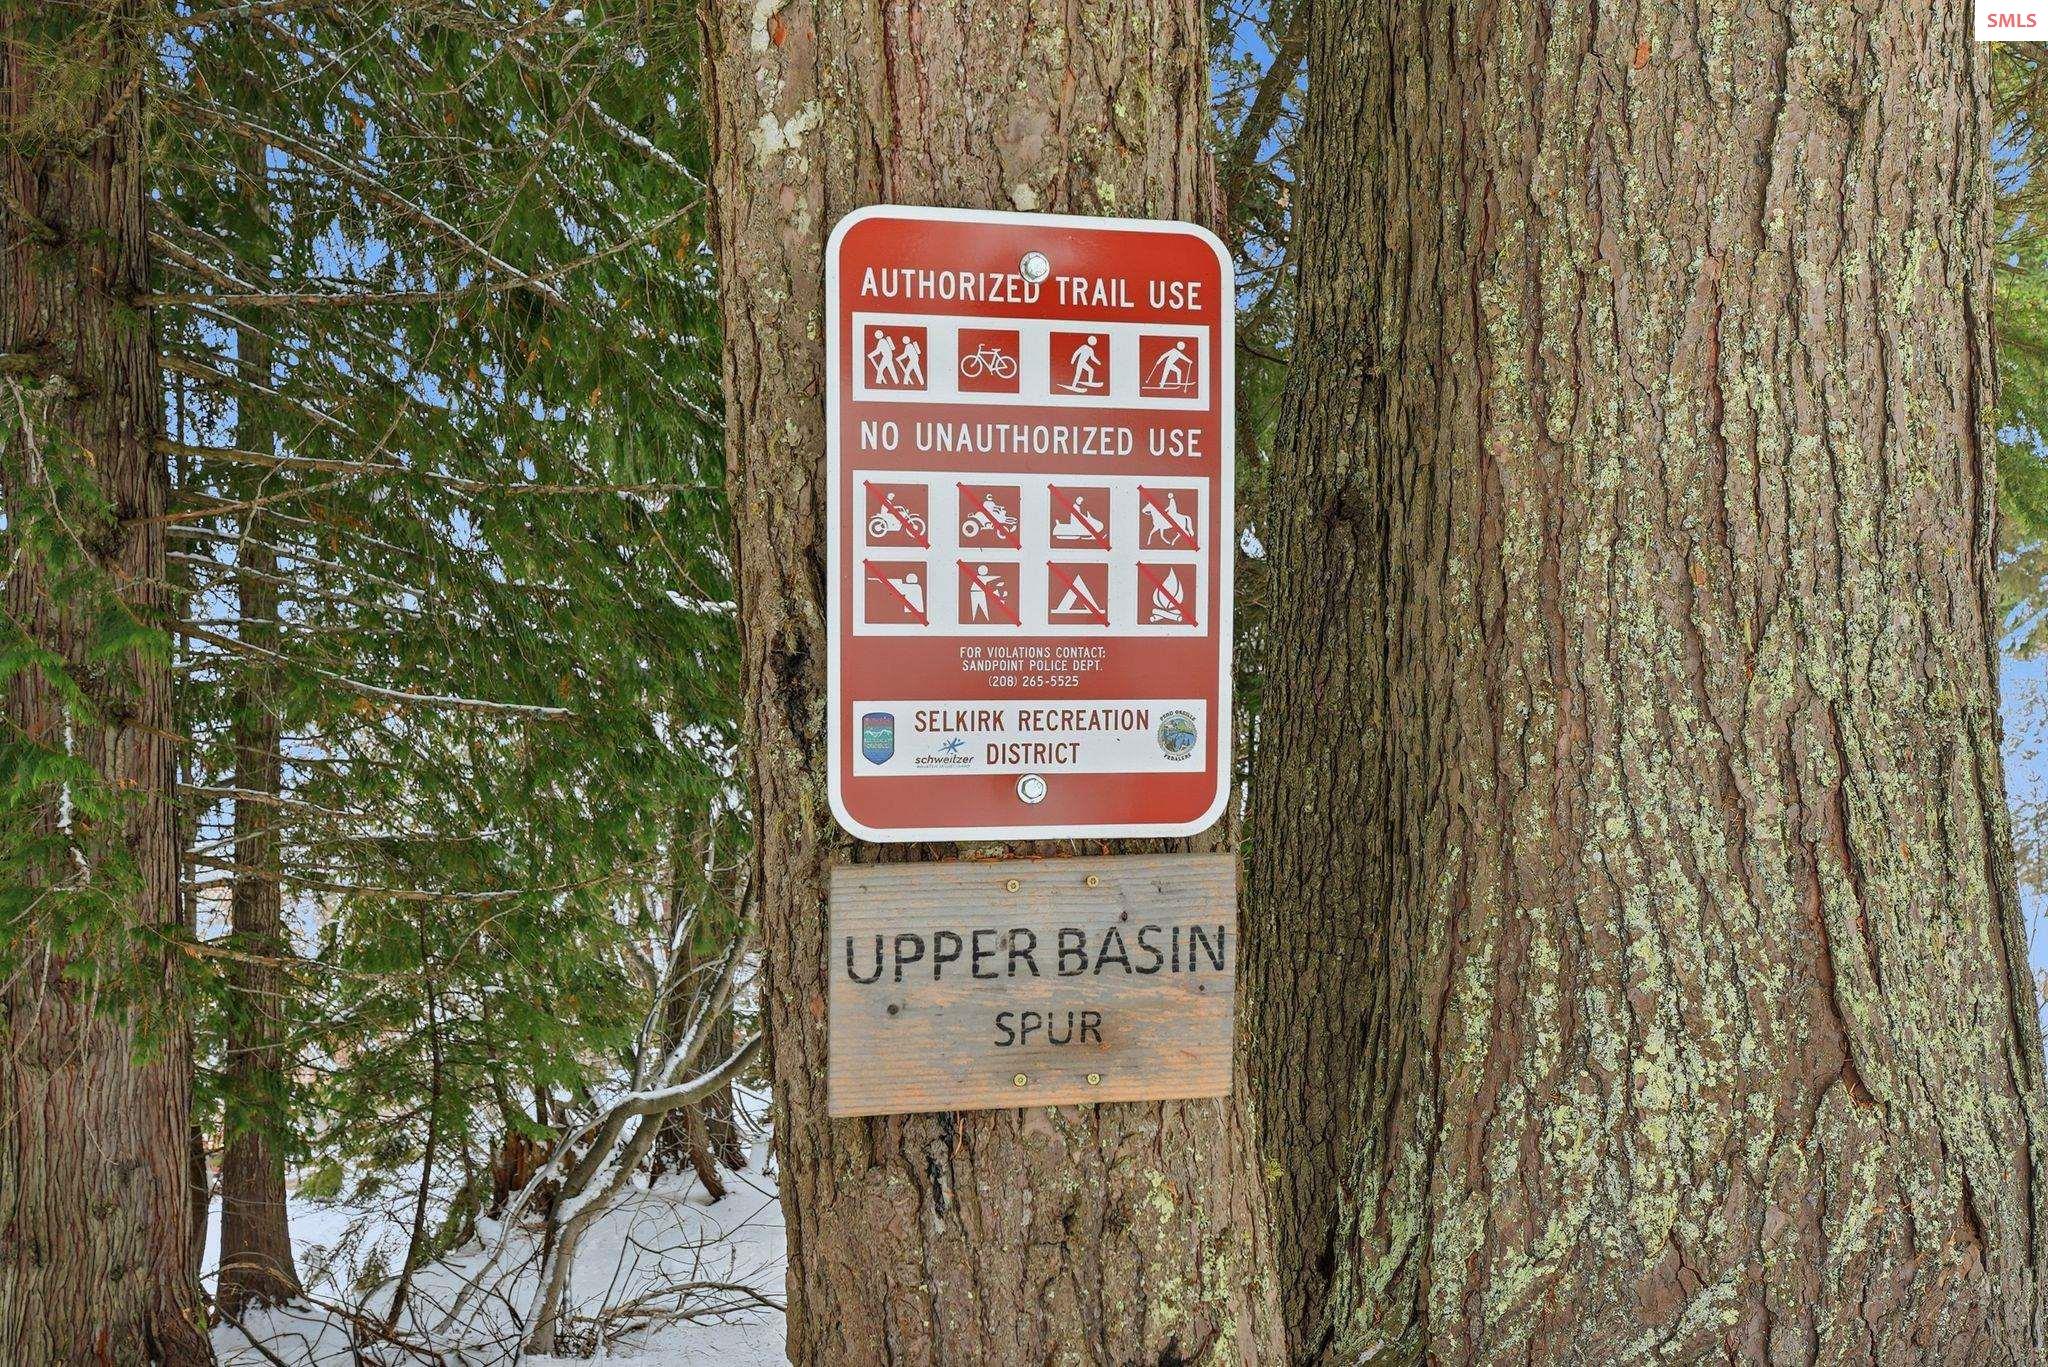 SMLS
AUTHORIZED TRAIL USE
NO UNAUTHORIZED USE
FOR VIOLATIONS CONTACT:
SANDPOINT POLICE DEPT.
(208) 265-5525
SELKIRK RECREATION
DISTRICT
schweitzer
UPPER BASIN
SPUR